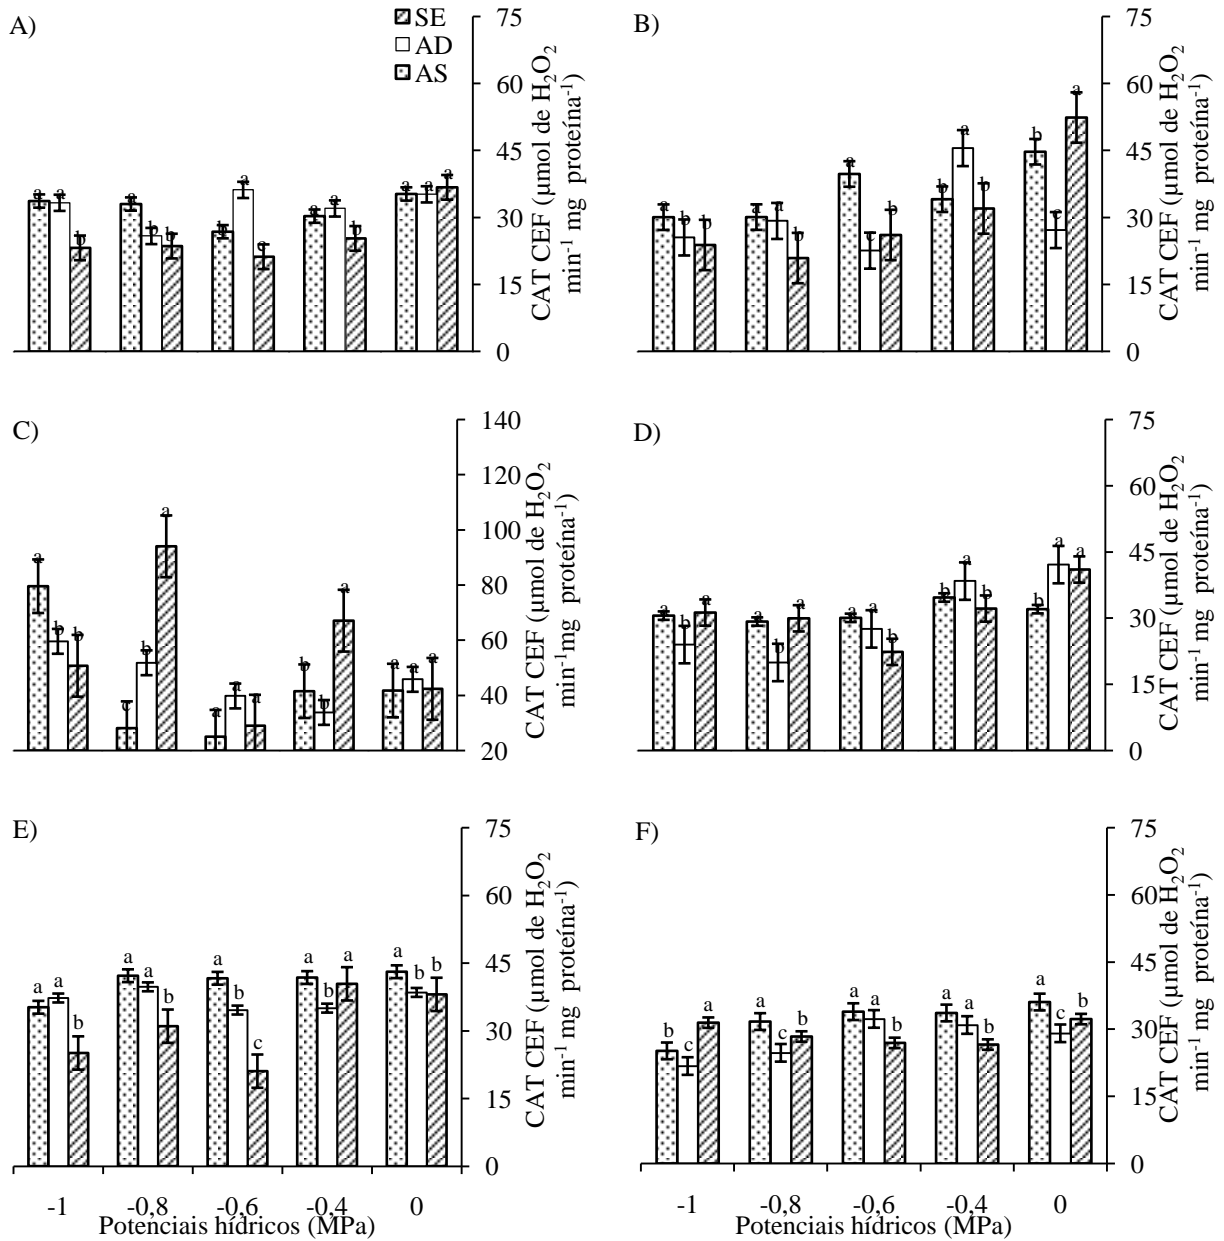 A)
SE
AD
AS
a a b a b b b a c a a b a a a
75
60
45
30
15
0
CAT CEF (µmol de H₂O₂
min⁻¹ mg proteína⁻¹)
B)
a b b a a b a c b b a b b c a
75
60
45
30
15
0
CAT CEF (µmol de H₂O₂
min⁻¹ mg proteína⁻¹)
C)
a b b c b a a a a b b a a a a
140
120
100
80
60
40
20
CAT CEF (µmol de H₂O₂
min⁻¹mg proteína⁻¹)
D)
a b a a b a a a b b a b b a a
75
60
45
30
15
0
CAT CEF (µmol de H₂O₂
min⁻¹ mg proteína⁻¹)
E)
a a b a a b a b c a b a a b b
75
60
45
30
15
0
CAT CEF (µmol de H₂O₂
min⁻¹ mg proteína⁻¹)
-1 -0,8 -0,6 -0,4 0
Potenciais hídricos (MPa)
F)
b c a a c b a a b a a b a c b
75
60
45
30
15
0
CAT CEF (µmol de H₂O₂
min⁻¹ mg proteína⁻¹)
-1 -0,8 -0,6 -0,4 0
Potenciais hídricos (MPa)